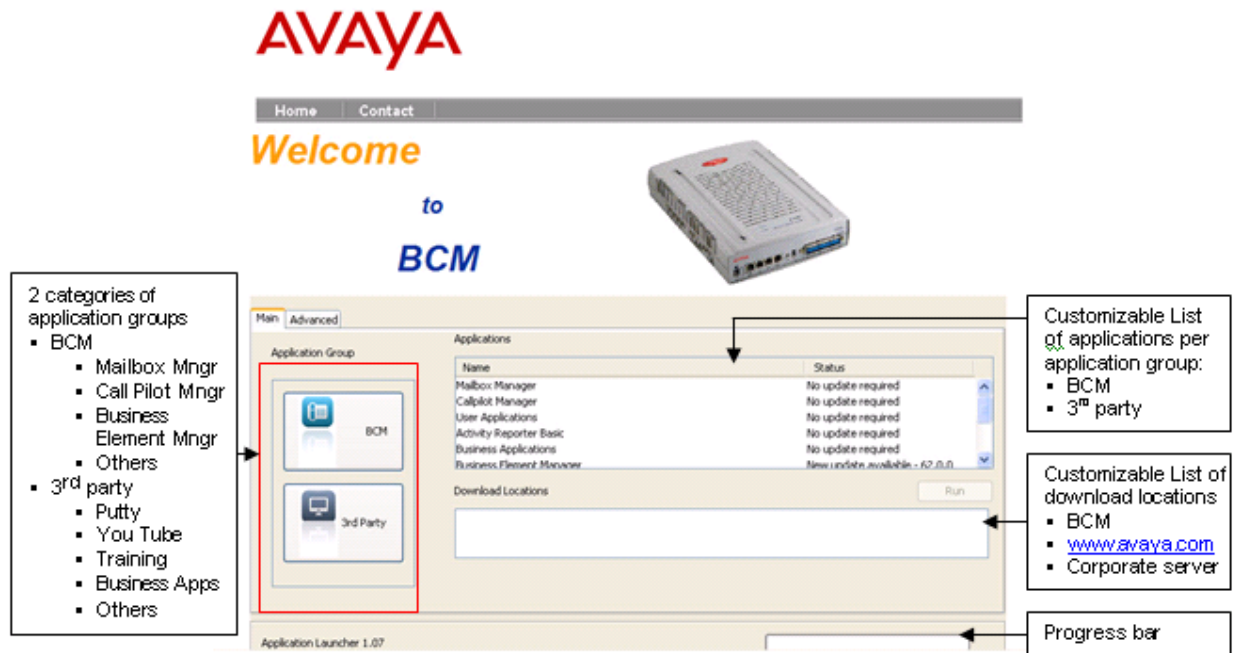 AVAYA
Home Contact
Welcome
to
BCM
2 categories of
application groups
▪ BCM
▪ Mailbox Mngr
▪ Call Pilot Mngr
▪ Business
Element Mngr
▪ Others
▪ 3rd party
▪ Putty
▪ You Tube
▪ Training
▪ Business Apps
▪ Others
Main Advanced
Application Group
BCM
3rd Party
Applications
Name Status
Mailbox Manager No update required
Callpilot Manager No update required
User Applications No update required
Activity Reporter Basic No update required
Business Applications No update required
Business Element Manager New update available - 62.0.0
Download Locations Run
Application Launcher 1.07
Customizable List
of applications per
application group:
▪ BCM
▪ 3rd party
Customizable List of
download locations
▪ BCM
▪ www.avaya.com
▪ Corporate server
Progress bar